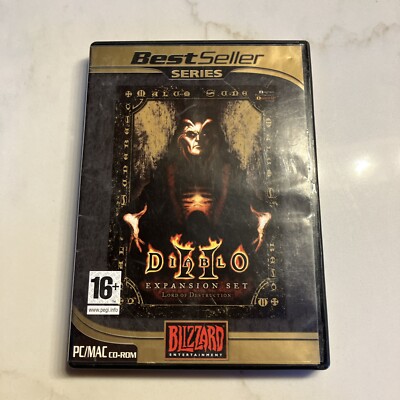 BestSeller
SERIES
DIABLO
II
EXPANSION SET
LORD OF DESTRUCTION
16+
www.pegi.info
PC/MAC CD-ROM
BLIZZARD
ENTERTAINMENT